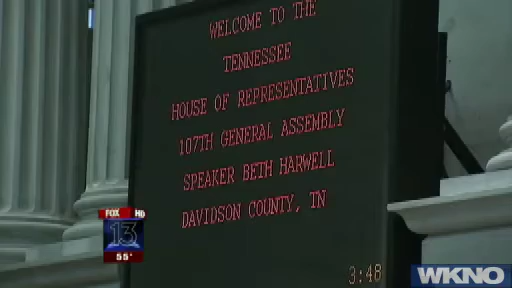 WELCOME TO THE
TENNESSEE
HOUSE OF REPRESENTATIVES
107TH GENERAL ASSEMBLY
SPEAKER BETH HARWELL
DAVIDSON COUNTY, TN
3:48
FOX HD
13
55°
WKNO